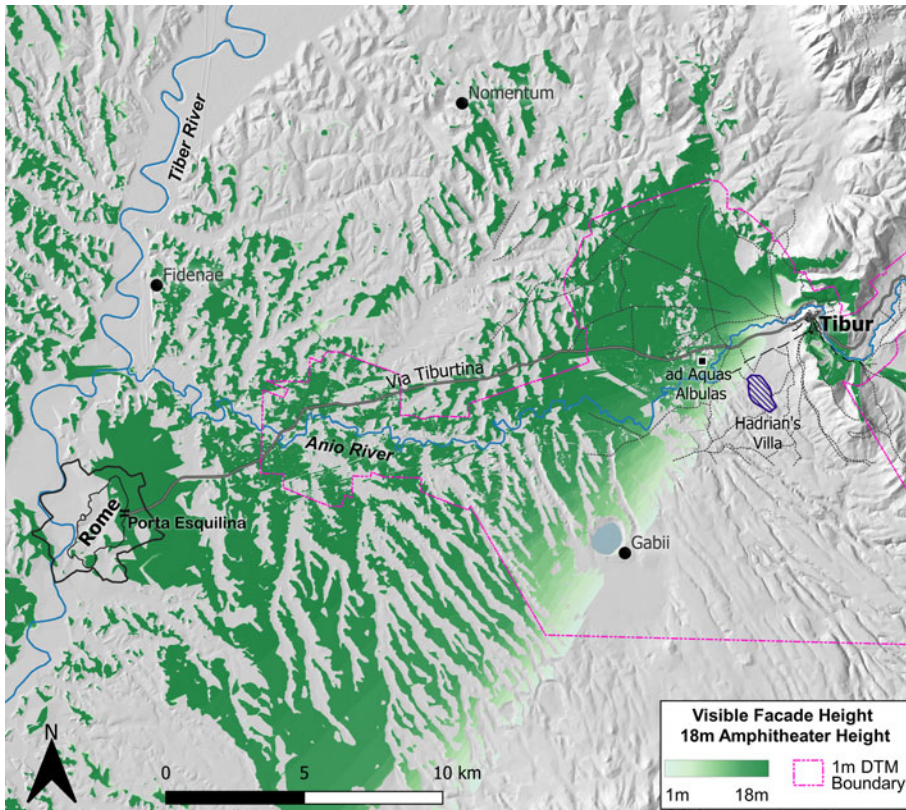 Nomentum
Tiber River
Fidenae
Tibur
Via Tiburtina
ad Aquas
Albulas
Hadrian's
Villa
Anio River
Rome
Porta Esquilina
Gabii
N
0 5 10 km
Visible Facade Height
18m Amphitheater Height
1m 18m
1m DTM
Boundary